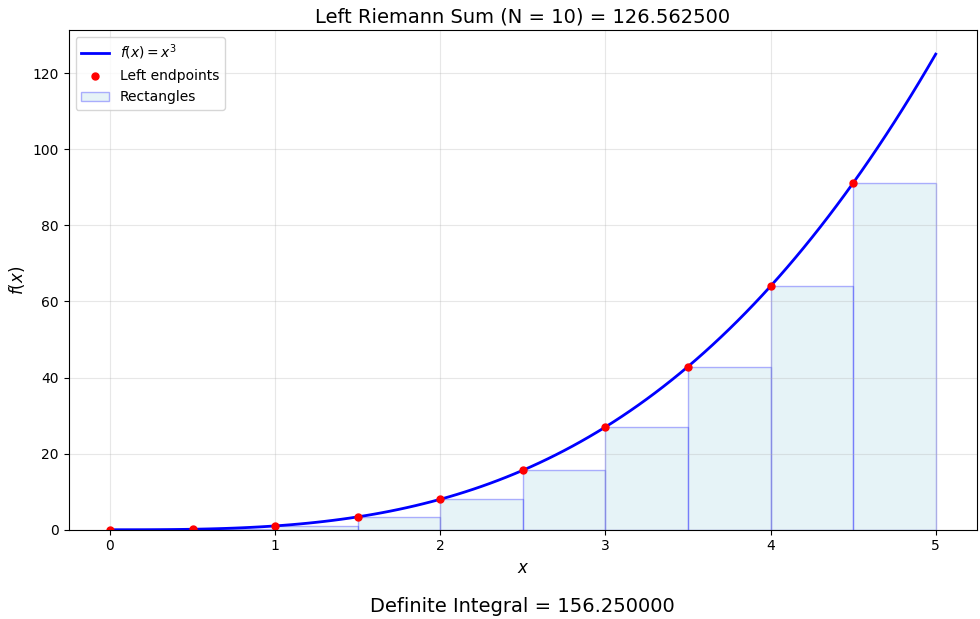 Left Riemann Sum (N = 10) = 126.562500
f(x) = x³
Left endpoints
Rectangles
f(x)
120
100
80
60
40
20
0
0 1 2 3 4 5
x
Definite Integral = 156.250000